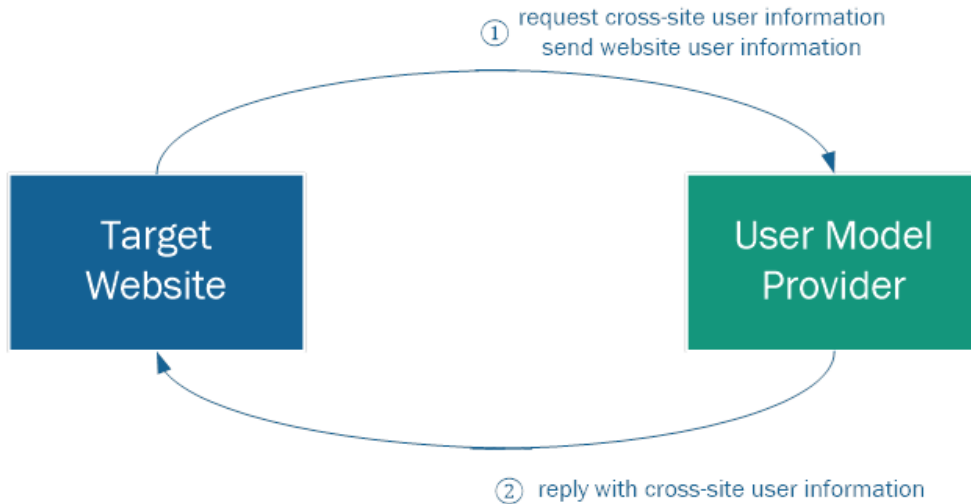 ① request cross-site user information
send website user information
Target
Website
User Model
Provider
② reply with cross-site user information